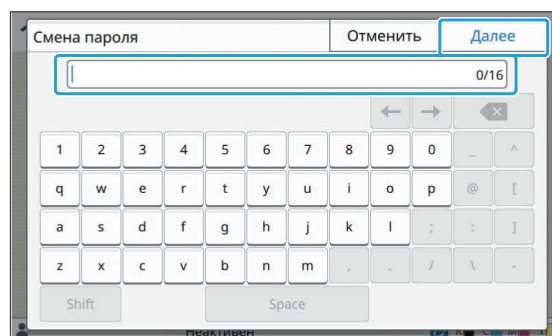 Смена пароля Отменить Далее
0/16
← → ⌫
1 2 3 4 5 6 7 8 9 0 _ ^
q w e r t y u i o p @ [
a s d f g h j k l ; : ]
z x c v b n m , . / \ -
Shift Space
Неактивен